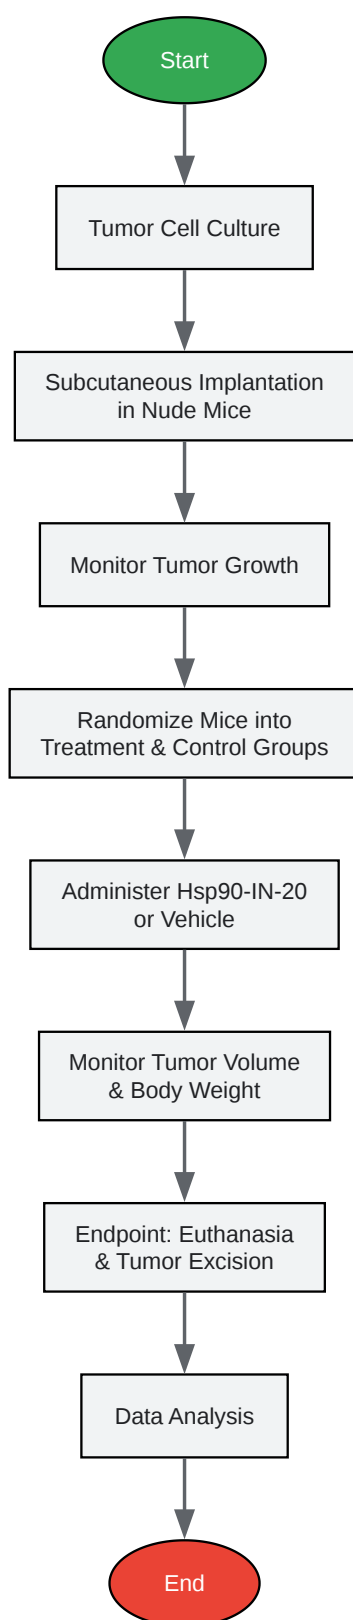 Start
Tumor Cell Culture
Subcutaneous Implantation
in Nude Mice
Monitor Tumor Growth
Randomize Mice into
Treatment & Control Groups
Administer Hsp90-IN-20
or Vehicle
Monitor Tumor Volume
& Body Weight
Endpoint: Euthanasia
& Tumor Excision
Data Analysis
End